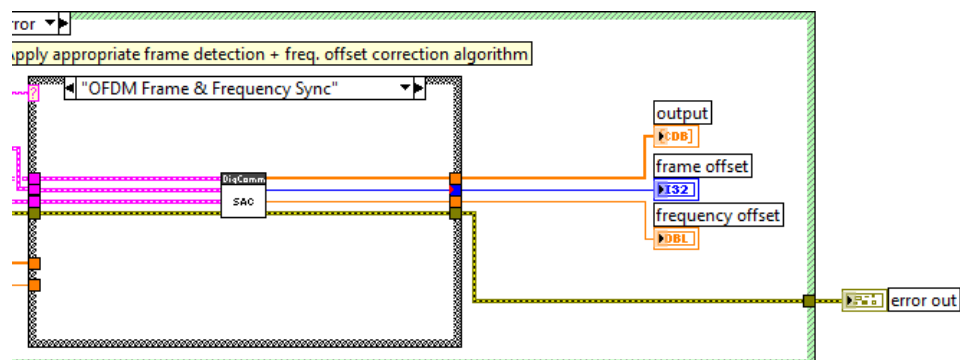 rror
Apply appropriate frame detection + freq. offset correction algorithm
"OFDM Frame & Frequency Sync"
?
output
CDB]
frame offset
DigComm
I32
SAC
frequency offset
DBL
error out